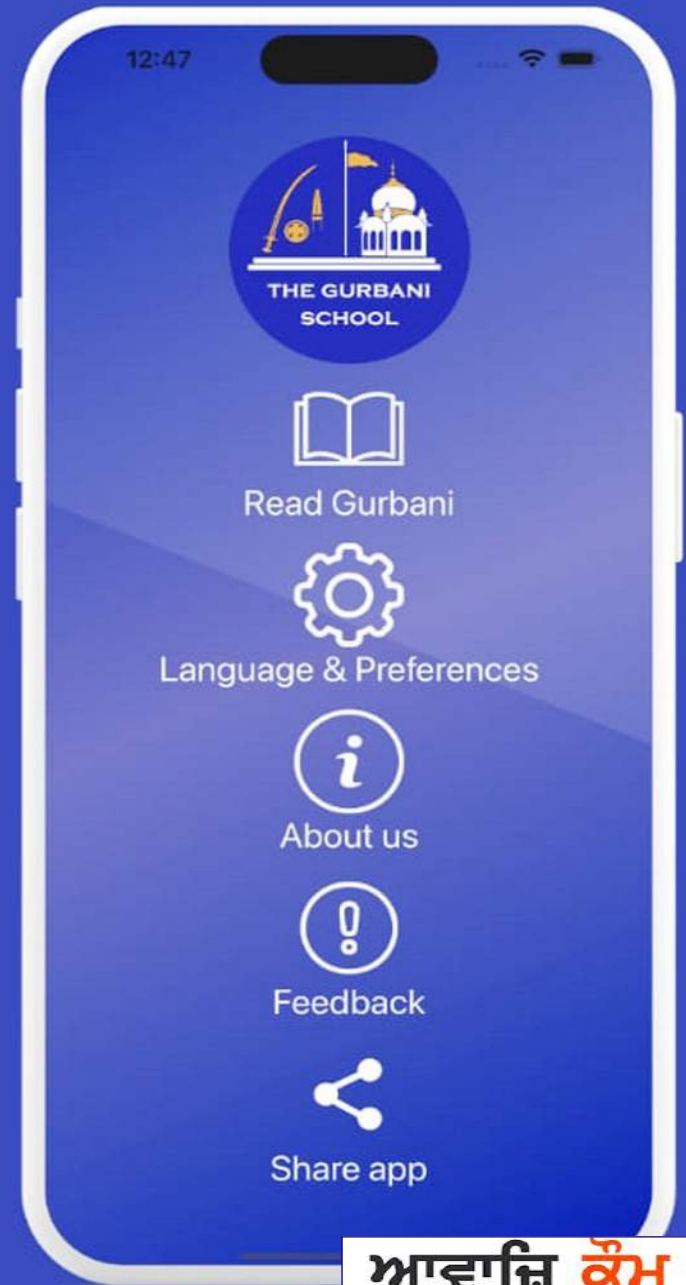 12:47
THE GURBANI
SCHOOL
Read Gurbani
Language & Preferences
About us
Feedback
Share app
ਆਵਾਜ਼ਿ ਕੌਮ